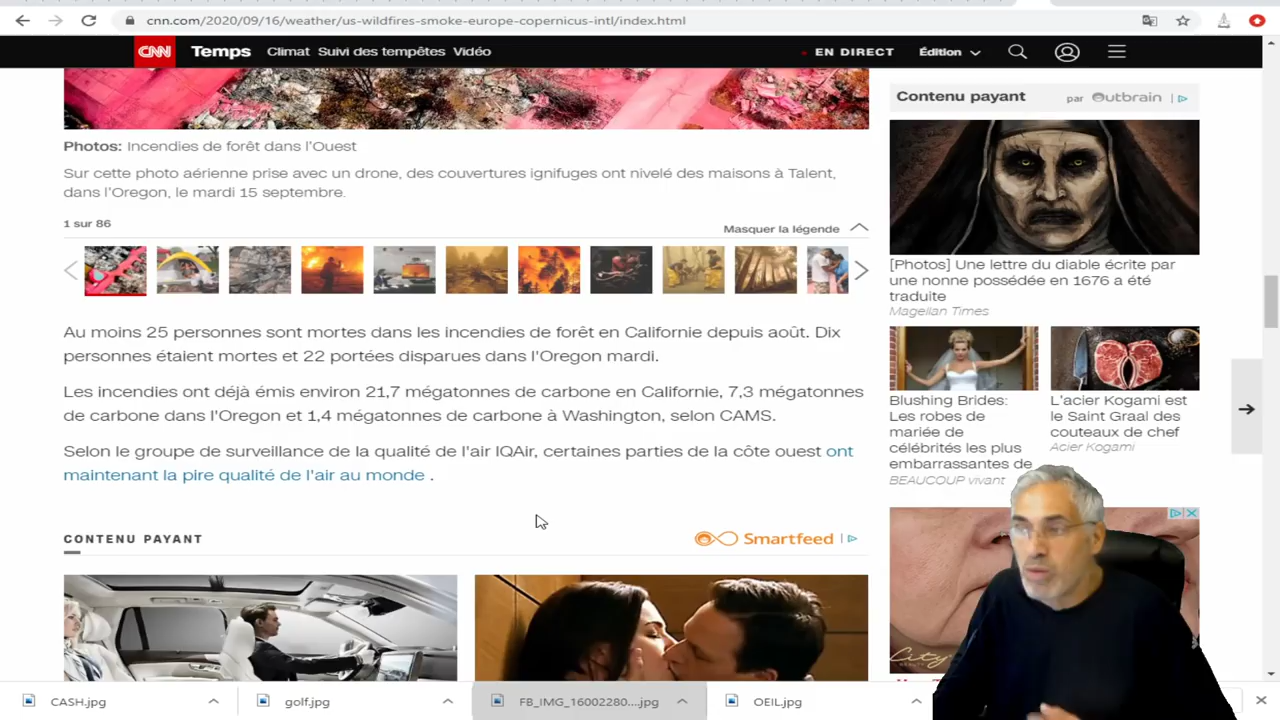 cnn.com/2020/09/16/weather/us-wildfires-smoke-europe-copernicus-intl/index.html
CNN Temps Climat Suivi des tempêtes Vidéo EN DIRECT Édition
Photos: Incendies de forêt dans l'Ouest
Sur cette photo aérienne prise avec un drone, des couvertures ignifuges ont nivelé des maisons à Talent,
dans l'Oregon, le mardi 15 septembre.
1 sur 86
Masquer la légende
Au moins 25 personnes sont mortes dans les incendies de forêt en Californie depuis août. Dix
personnes étaient mortes et 22 portées disparues dans l'Oregon mardi.
Les incendies ont déjà émis environ 21,7 mégatonnes de carbone en Californie, 7,3 mégatonnes
de carbone dans l'Oregon et 1,4 mégatonnes de carbone à Washington, selon CAMS.
Selon le groupe de surveillance de la qualité de l'air IQAir, certaines parties de la côte ouest ont
maintenant la pire qualité de l'air au monde .
CONTENU PAYANT
Smartfeed
Contenu payant
par Outbrain
[Photos] Une lettre du diable écrite par
une nonne possédée en 1676 a été
traduite
Magellan Times
Blushing Brides:
Les robes de
mariée de
célébrités les plus
embarrassantes de
BEAUCOUP vivant
L'acier Kogami est
le Saint Graal des
couteaux de chef
Acier Kogami
City
CASH.jpg
golf.jpg
FB_IMG_16002280....jpg
OEIL.jpg